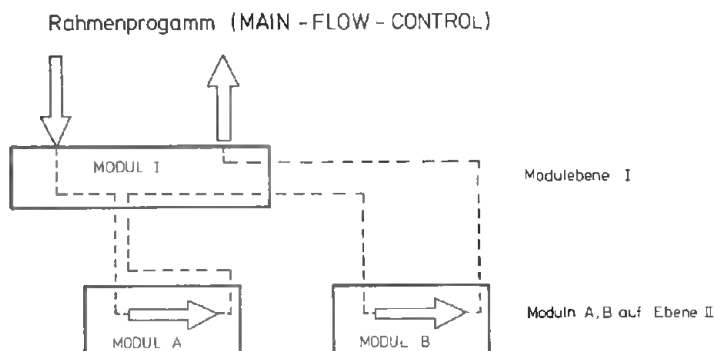 Rahmenprogamm (MAIN - FLOW - CONTROL)
MODUL I
Modulebene I
Moduln A,B auf Ebene II
MODUL A
MODUL B